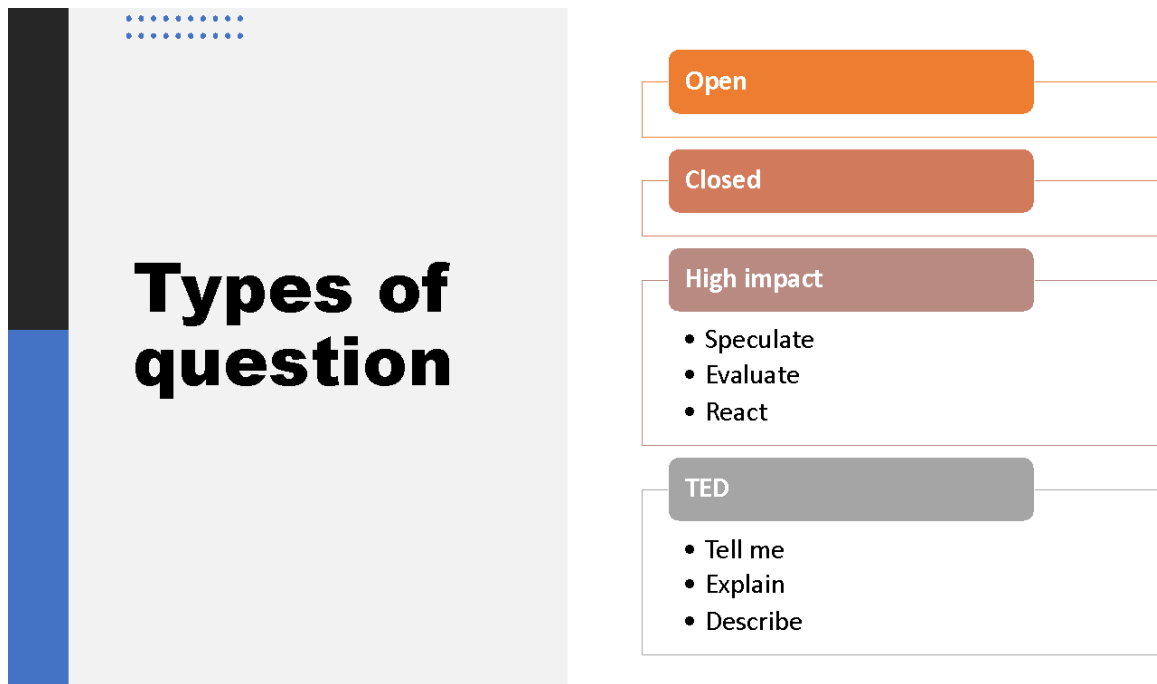 Types of
question
Open
Closed
High impact
• Speculate
• Evaluate
• React
TED
• Tell me
• Explain
• Describe